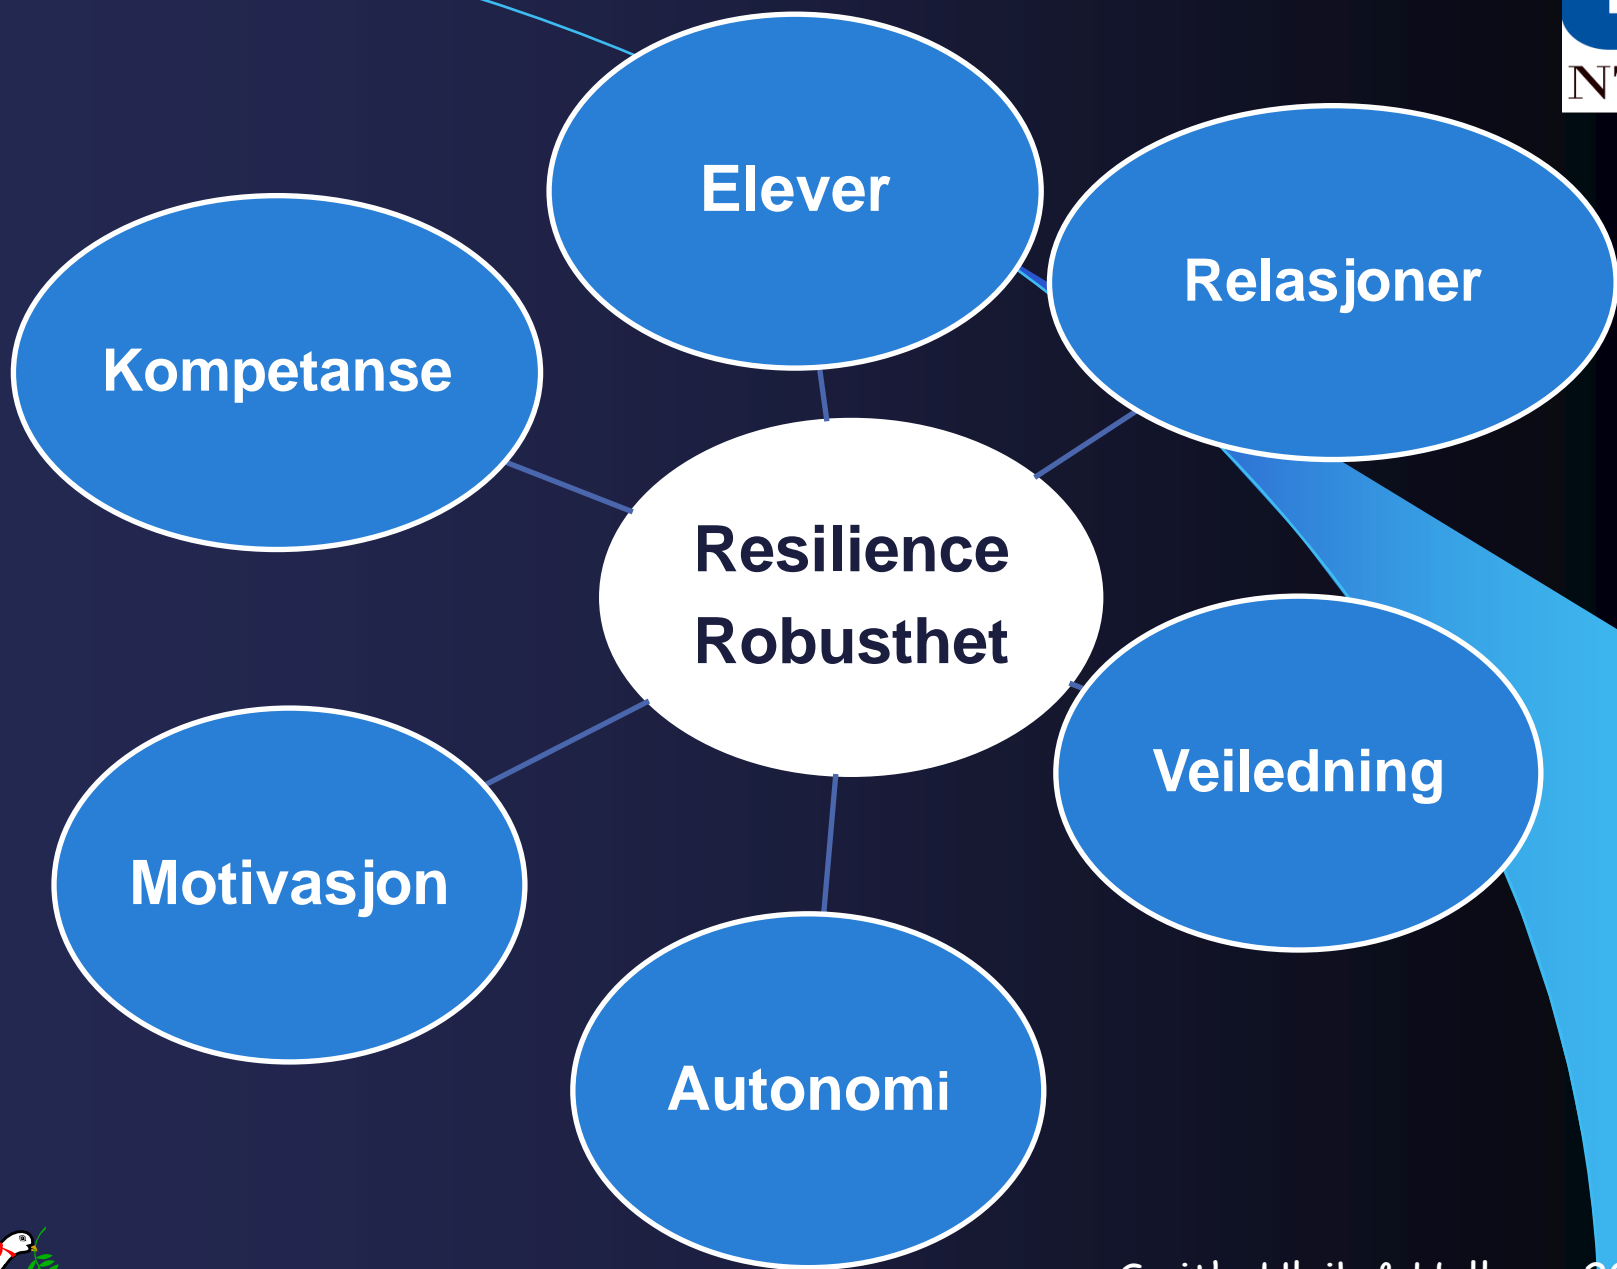 Elever
Relasjoner
Kompetanse
Resilience
Robusthet
Veiledning
Motivasjon
Autonomi